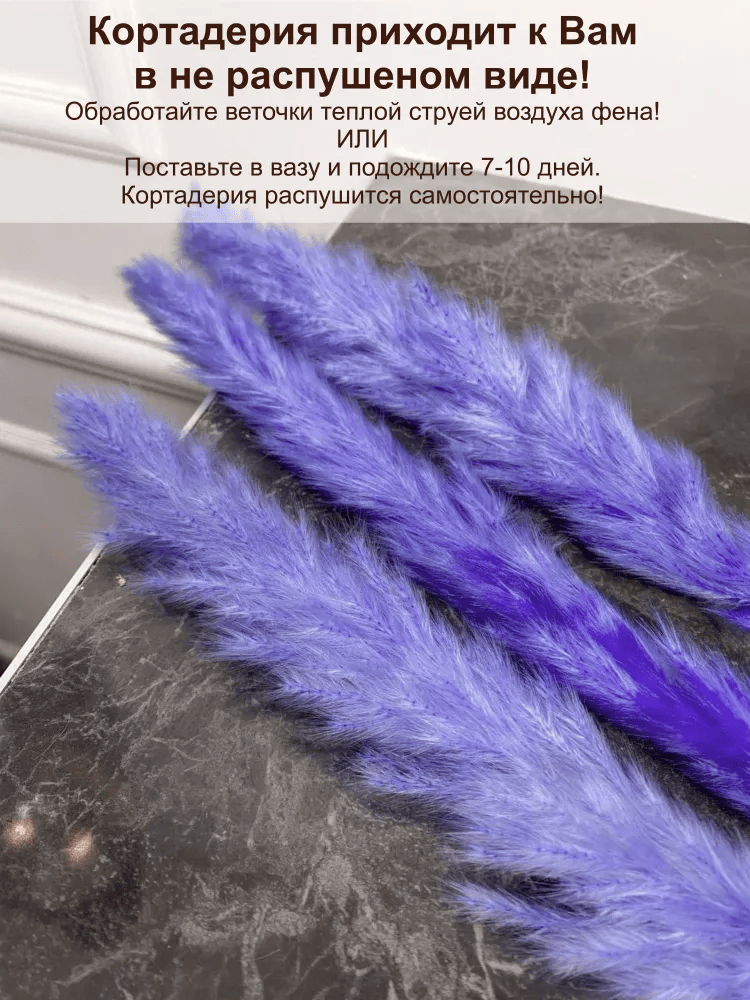 Кортадерия приходит к Вам
в не распушеном виде!
Обработайте веточки теплой струей воздуха фена!
ИЛИ
Поставьте в вазу и подождите 7-10 дней.
Кортадерия распушится самостоятельно!